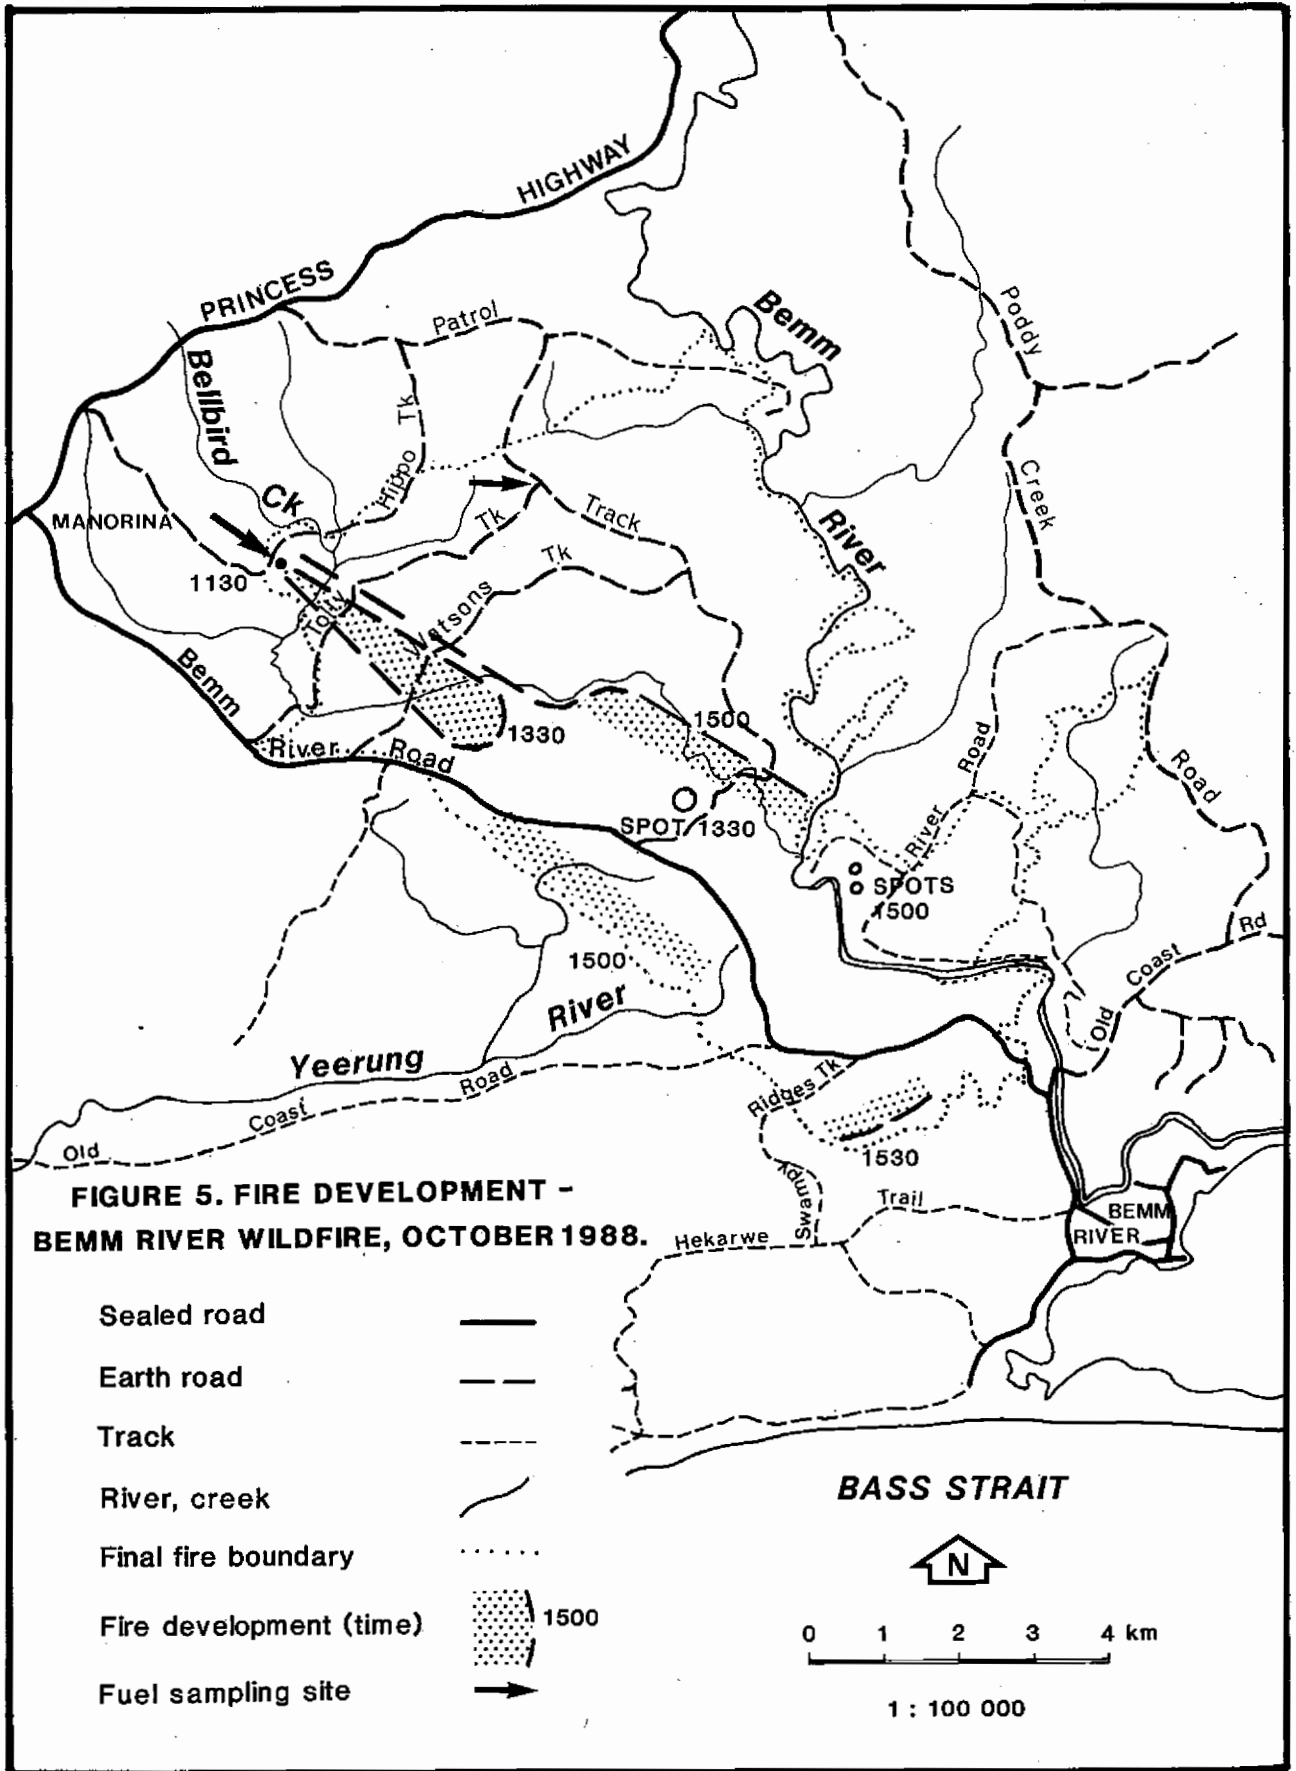 PRINCESS HIGHWAY
Patrol
Bemm
Poddy
Bellbird
Tk
Hippo
Ck
Creek
MANORINA
Tk
Track
River
Tk
1130
Watsons
Bemm
1500
1330
River
Road
Road
Road
River
SPOT 1330
SPOTS
1500
Rd
Coast
1500
River
Old
Yeerung
Road
Ridges Tk
Coast
Old
1530
Swampy
Trail
BEMM
RIVER
Hekarwe
FIGURE 5. FIRE DEVELOPMENT -
BEMM RIVER WILDFIRE, OCTOBER 1988.
Sealed road
Earth road
Track
River, creek
Final fire boundary
Fire development (time)
1500
Fuel sampling site
BASS STRAIT
N
0 1 2 3 4 km
1 : 100 000